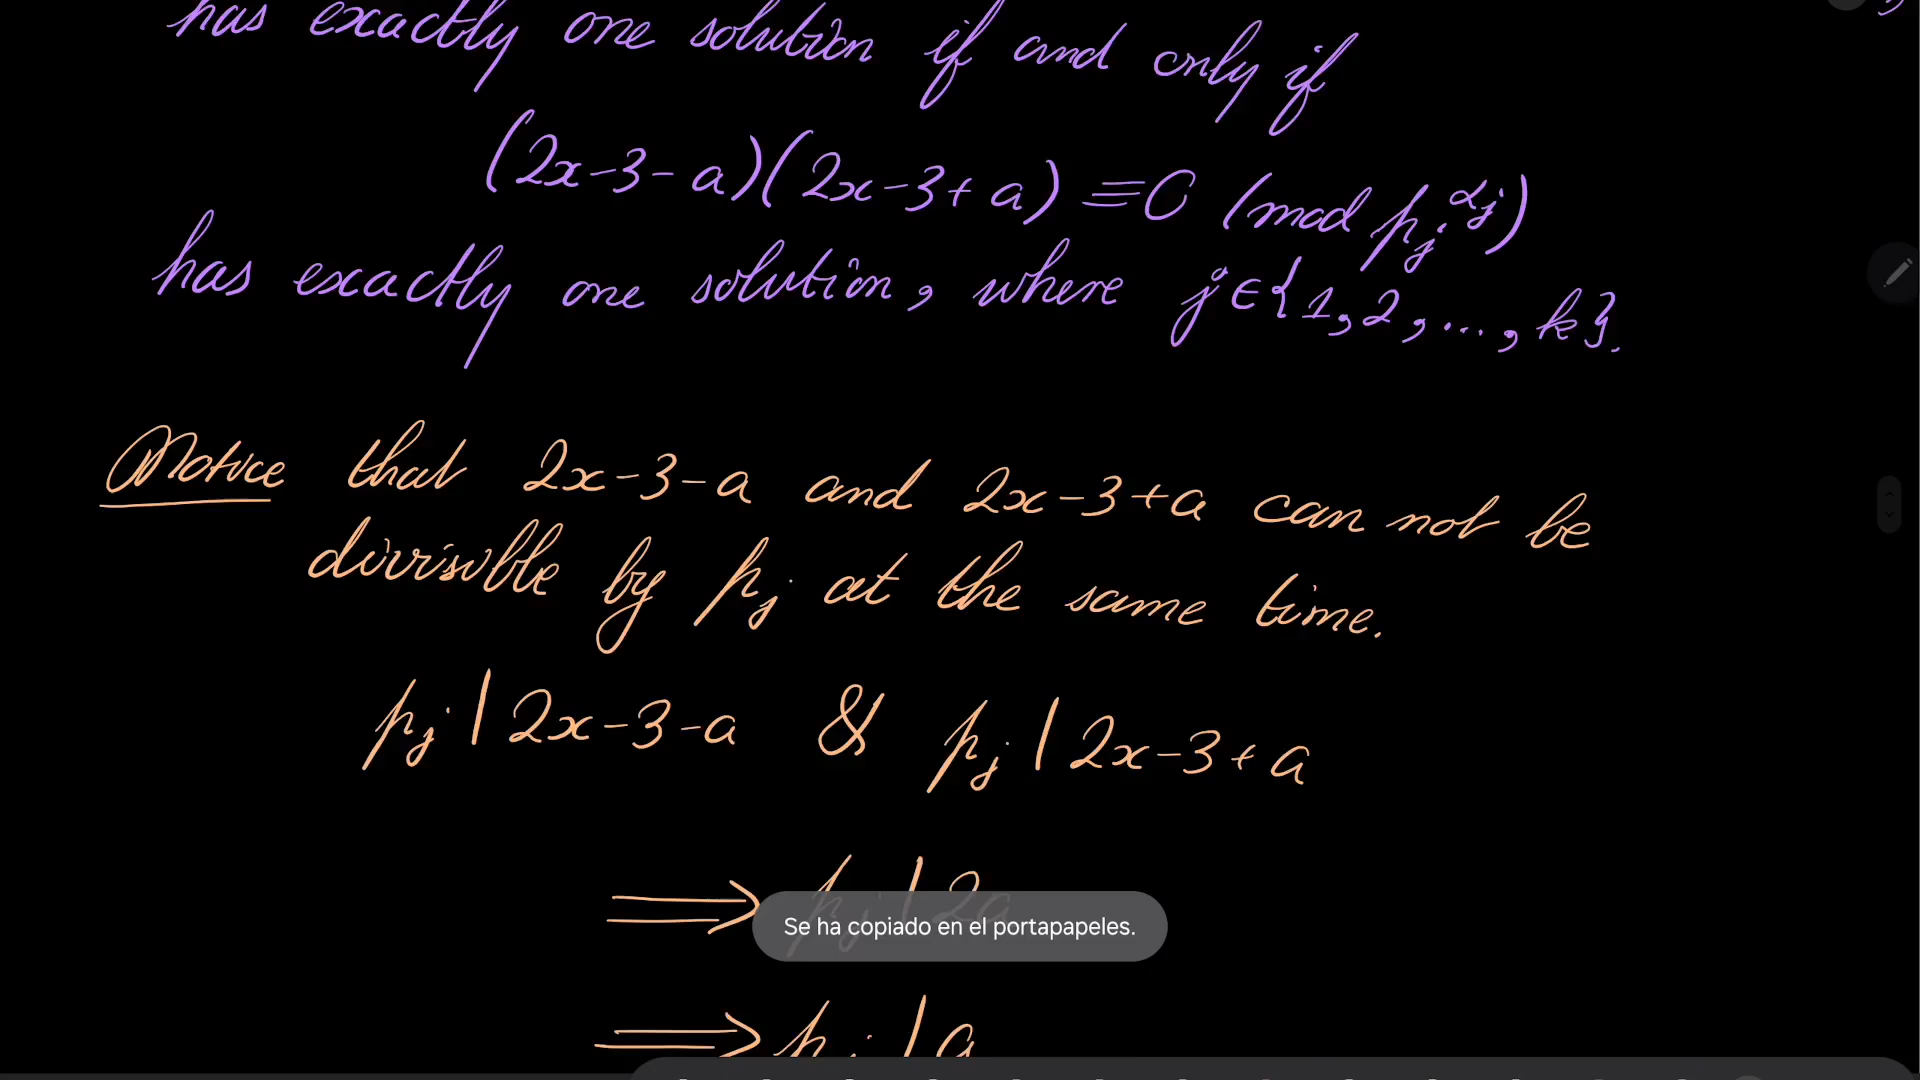 has exactly one solution if and only if
(2x-3-a)(2x-3+a) ≡0 (mod pⱼ^αj)
has exactly one solution, where j∈{1,2,...,k}.
Notice that 2x-3-a and 2x-3+a can not be
divisible by pⱼ at the same time.
pⱼ | 2x-3-a & pⱼ | 2x-3+a
⟹ pⱼ | 2a
Se ha copiado en el portapapeles.
⟹ pⱼ | a